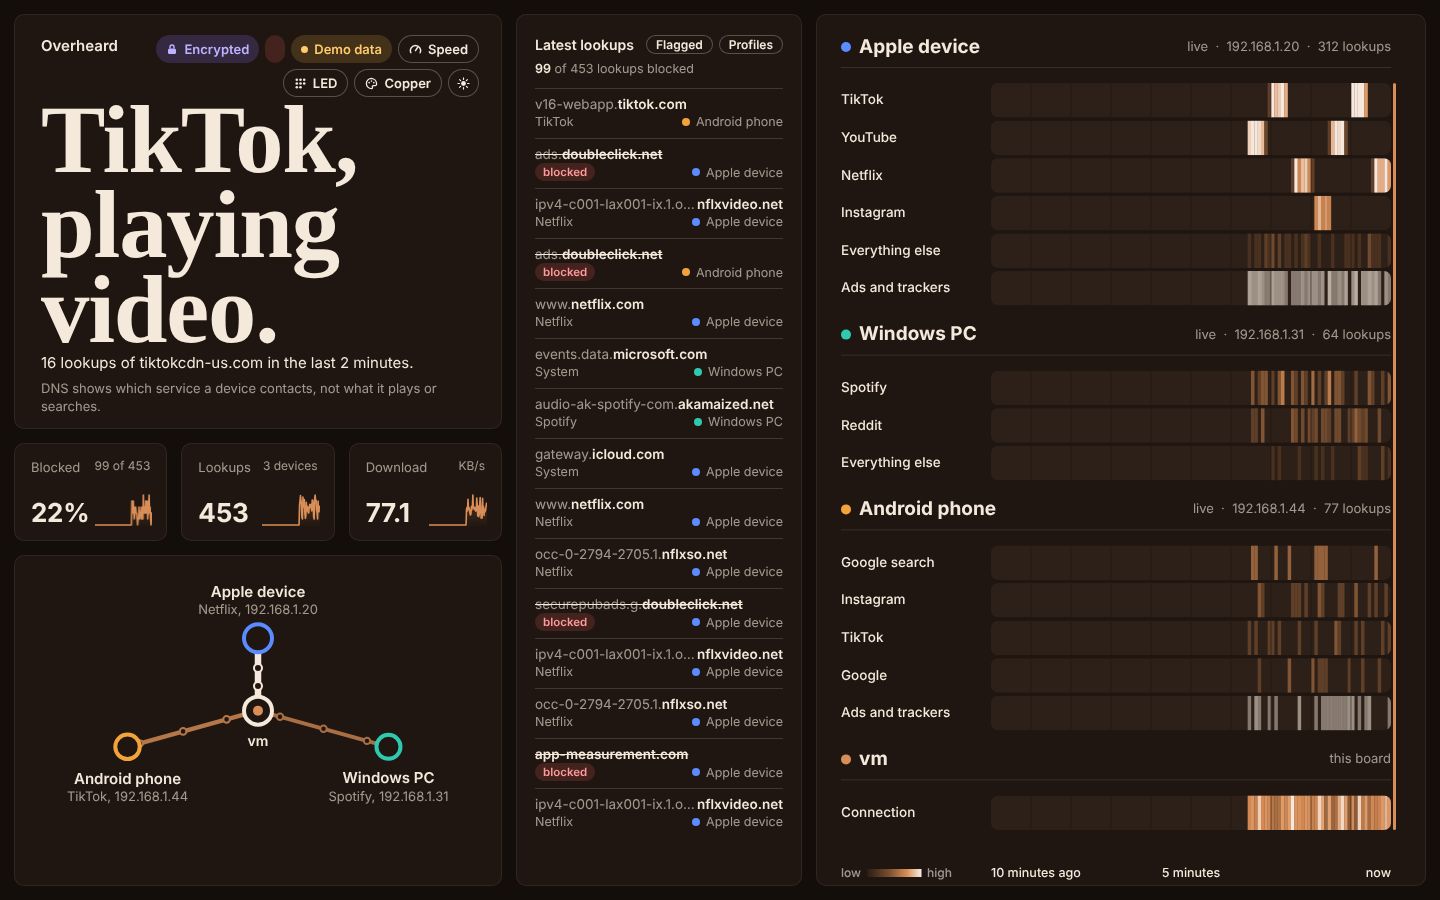 Overheard
Encrypted
Demo data
Speed
LED
Copper
TikTok,
playing
video.
16 lookups of tiktokcdn-us.com in the last 2 minutes.
DNS shows which service a device contacts, not what it plays or
searches.
Blocked 99 of 453
22%
Lookups 3 devices
453
Download KB/s
77.1
Apple device
Netflix, 192.168.1.20
vm
Android phone
TikTok, 192.168.1.44
Windows PC
Spotify, 192.168.1.31
Latest lookups Flagged Profiles
99 of 453 lookups blocked
v16-webapp.tiktok.com
TikTok Android phone
ads.doubleclick.net
blocked Apple device
ipv4-c001-lax001-ix.1.o... nflxvideo.net
Netflix Apple device
ads.doubleclick.net
blocked Android phone
www.netflix.com
Netflix Apple device
events.data.microsoft.com
System Windows PC
audio-ak-spotify-com.akamaized.net
Spotify Windows PC
gateway.icloud.com
System Apple device
www.netflix.com
Netflix Apple device
occ-0-2794-2705.1.nflxso.net
Netflix Apple device
securepubads.g.doubleclick.net
blocked Apple device
ipv4-c001-lax001-ix.1.o... nflxvideo.net
Netflix Apple device
occ-0-2794-2705.1.nflxso.net
Netflix Apple device
app-measurement.com
blocked Apple device
ipv4-c001-lax001-ix.1.o... nflxvideo.net
Netflix Apple device
Apple device live · 192.168.1.20 · 312 lookups
TikTok
YouTube
Netflix
Instagram
Everything else
Ads and trackers
Windows PC live · 192.168.1.31 · 64 lookups
Spotify
Reddit
Everything else
Android phone live · 192.168.1.44 · 77 lookups
Google search
Instagram
TikTok
Google
Ads and trackers
vm this board
Connection
low high 10 minutes ago 5 minutes now